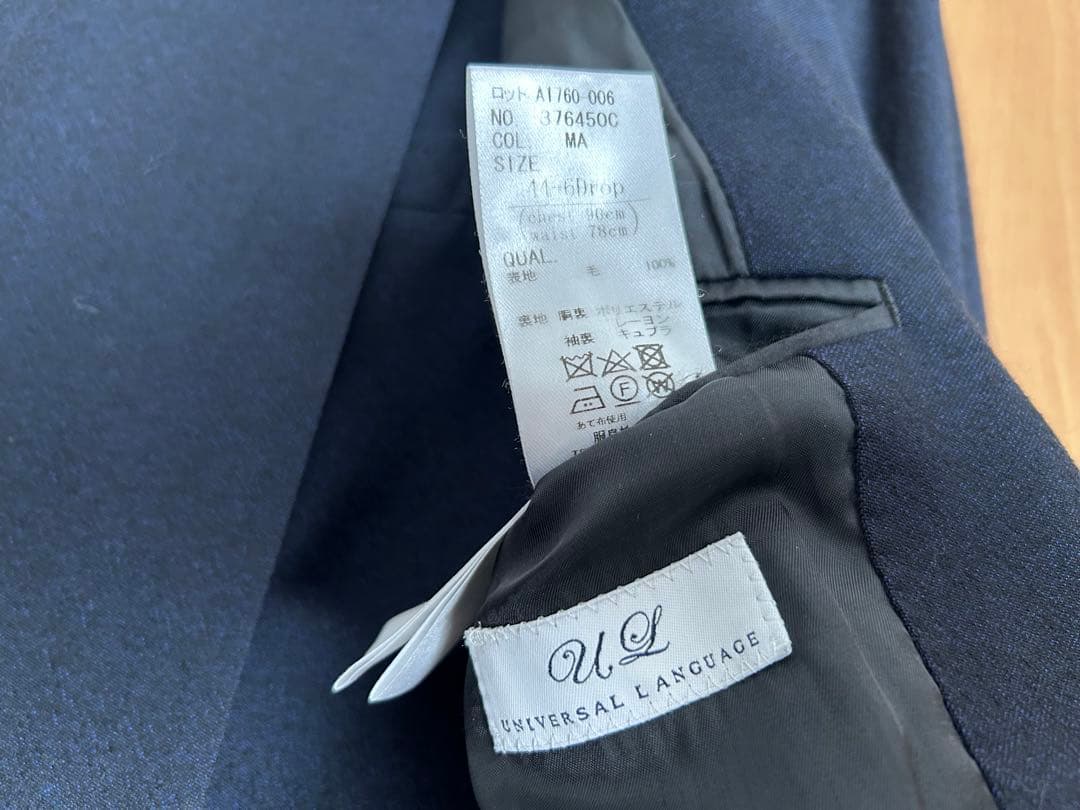 ロット A1760-006
NO. 376450C
COL. MA
SIZE
44-6Drop
(chest 90cm
waist 78cm)
QUAL.
表地 毛 100%
裏地 胴裏 ポリエステル
レーヨン
袖裏 キュプラ
F W
あて布使用
UL
UNIVERSAL LANGUAGE